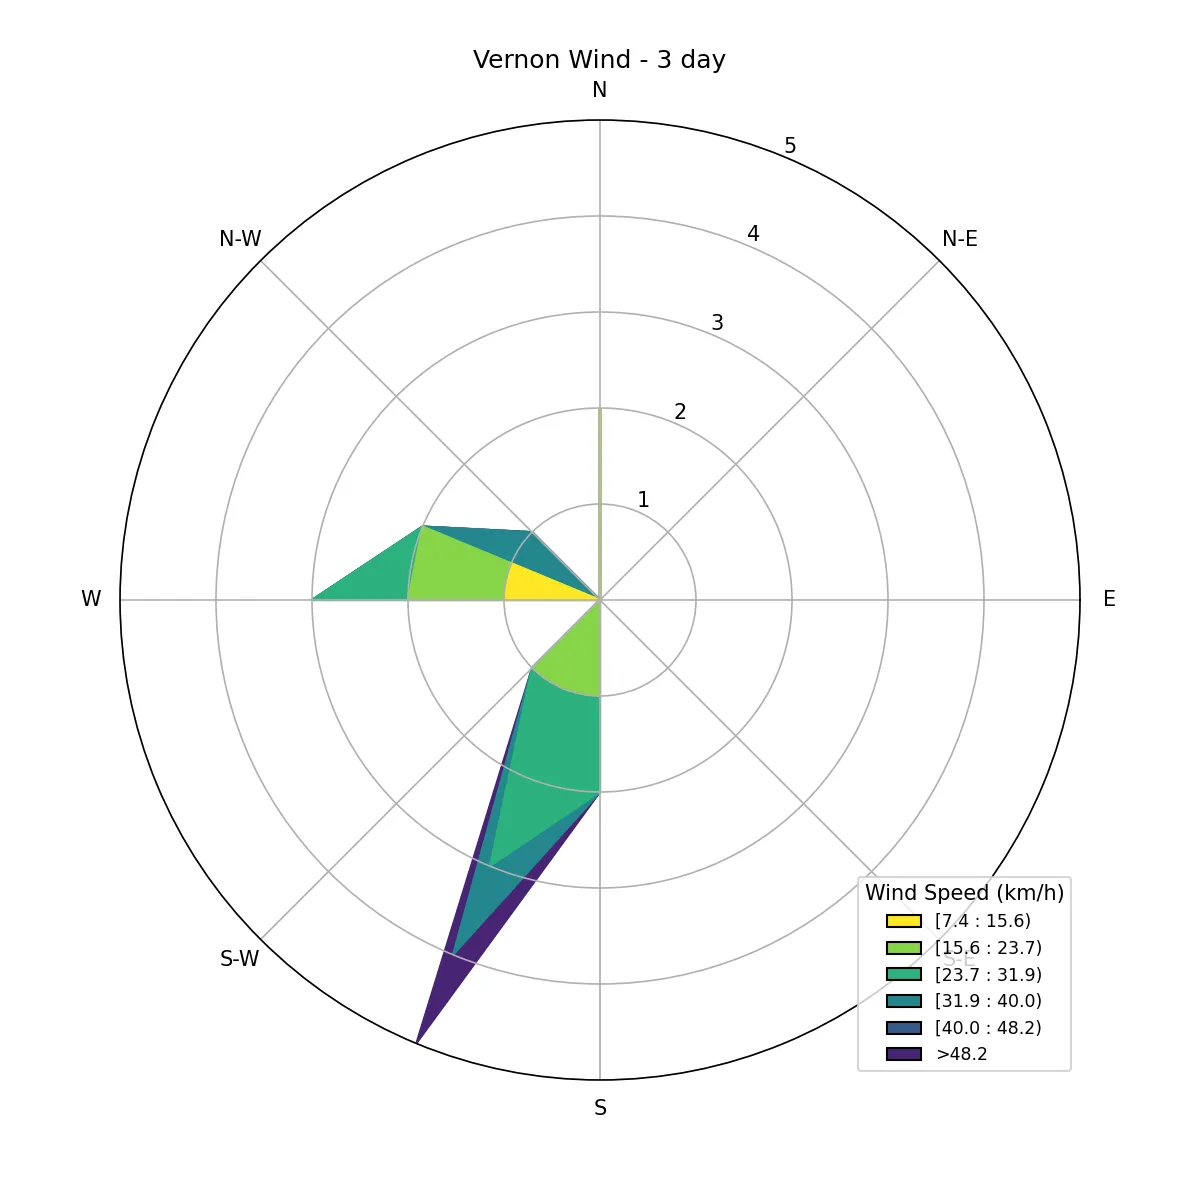 Vernon Wind - 3 day
N
5
N-W
N-E
4
3
2
1
W
E
Wind Speed (km/h)
[7.4 : 15.6)
[15.6 : 23.7)
S-W
S-E
[23.7 : 31.9)
[31.9 : 40.0)
[40.0 : 48.2)
>48.2
S